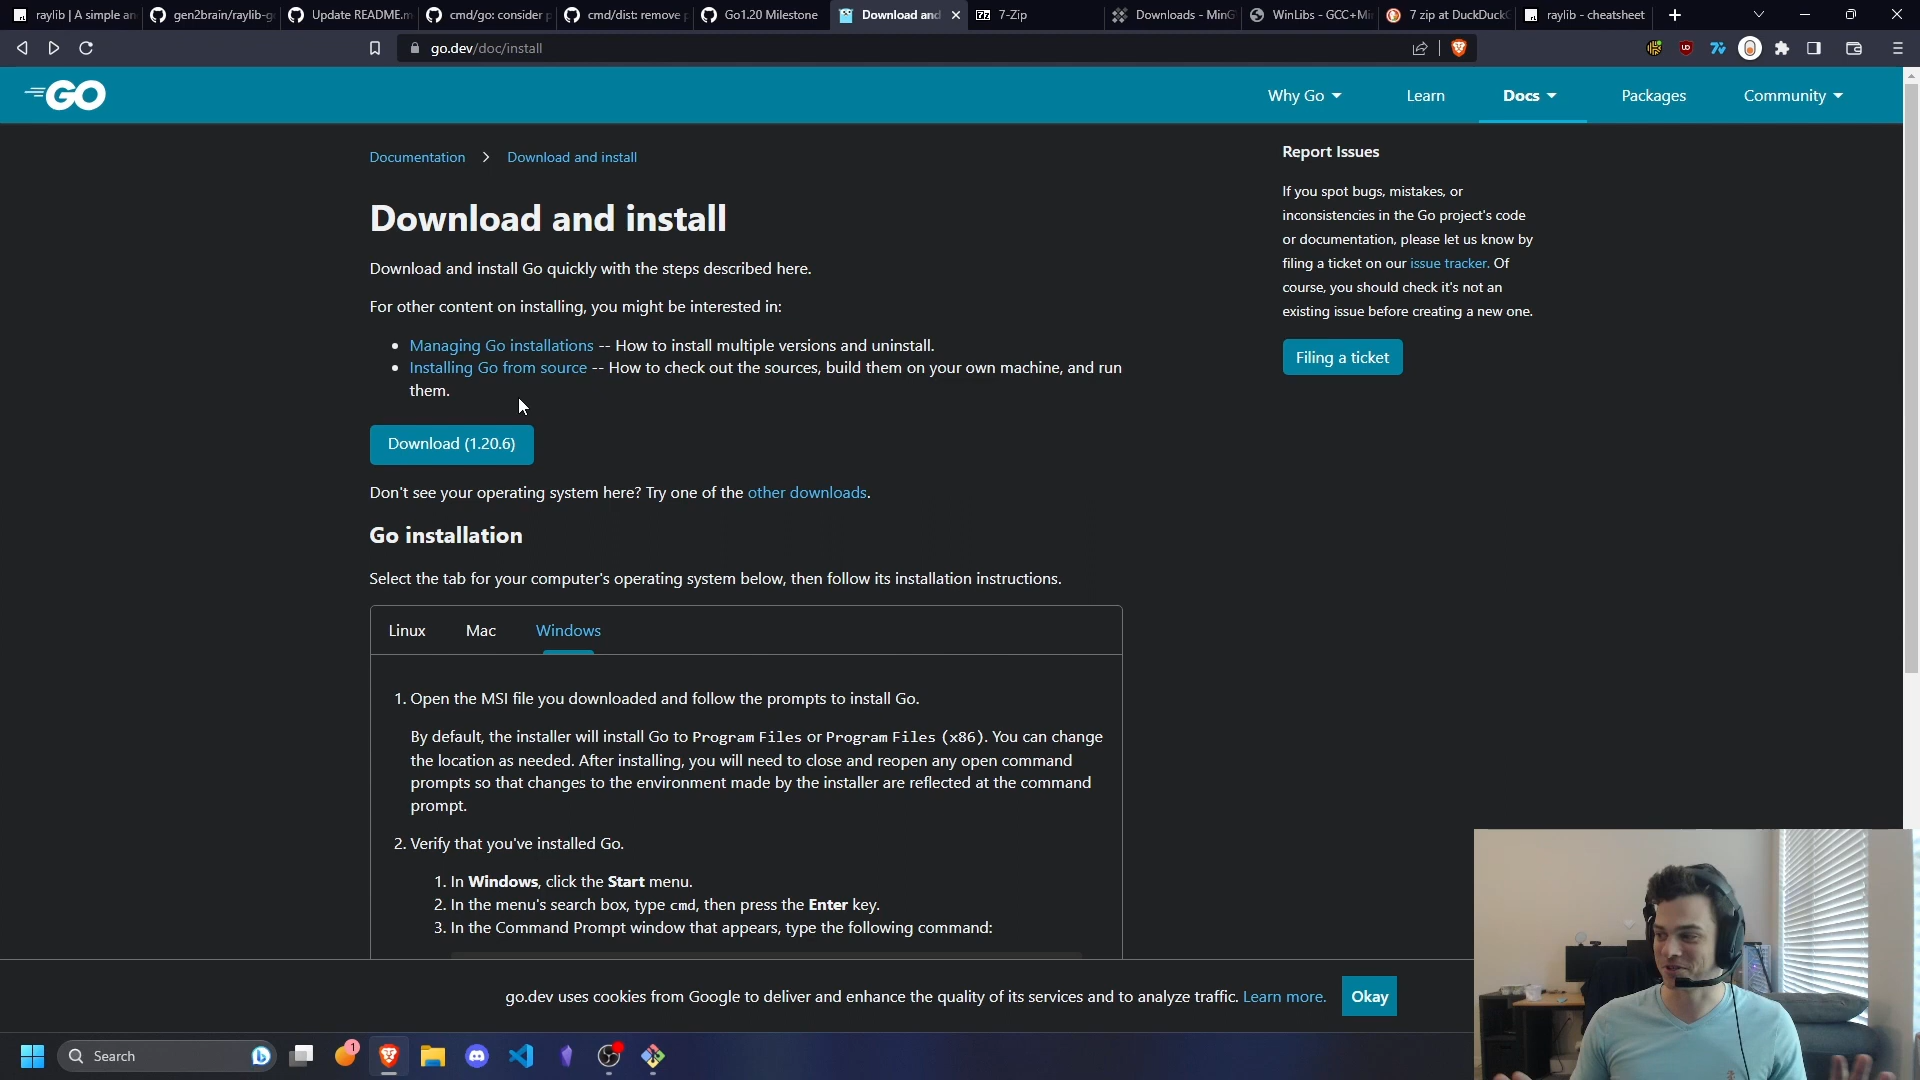 raylib | A simple an
gen2brain/raylib-g
Update README.m
cmd/go: consider p
cmd/dist: remove p
Go1.20 Milestone
Download and
7-Zip
Downloads - MinG
WinLibs - GCC+Mi
7 zip at DuckDuck
raylib - cheatsheet
go.dev/doc/install
GO
Why Go
Learn
Docs
Packages
Community
Documentation > Download and install
Download and install
Download and install Go quickly with the steps described here.
For other content on installing, you might be interested in:
• Managing Go installations -- How to install multiple versions and uninstall.
• Installing Go from source -- How to check out the sources, build them on your own machine, and run
them.
Download (1.20.6)
Don't see your operating system here? Try one of the other downloads.
Go installation
Select the tab for your computer's operating system below, then follow its installation instructions.
Linux Mac Windows
1. Open the MSI file you downloaded and follow the prompts to install Go.
By default, the installer will install Go to Program Files or Program Files (x86). You can change
the location as needed. After installing, you will need to close and reopen any open command
prompts so that changes to the environment made by the installer are reflected at the command
prompt.
2. Verify that you've installed Go.
1. In Windows, click the Start menu.
2. In the menu's search box, type cmd, then press the Enter key.
3. In the Command Prompt window that appears, type the following command:
Report Issues
If you spot bugs, mistakes, or
inconsistencies in the Go project's code
or documentation, please let us know by
filing a ticket on our issue tracker. Of
course, you should check it's not an
existing issue before creating a new one.
Filing a ticket
go.dev uses cookies from Google to deliver and enhance the quality of its services and to analyze traffic. Learn more.
Okay
Search
1